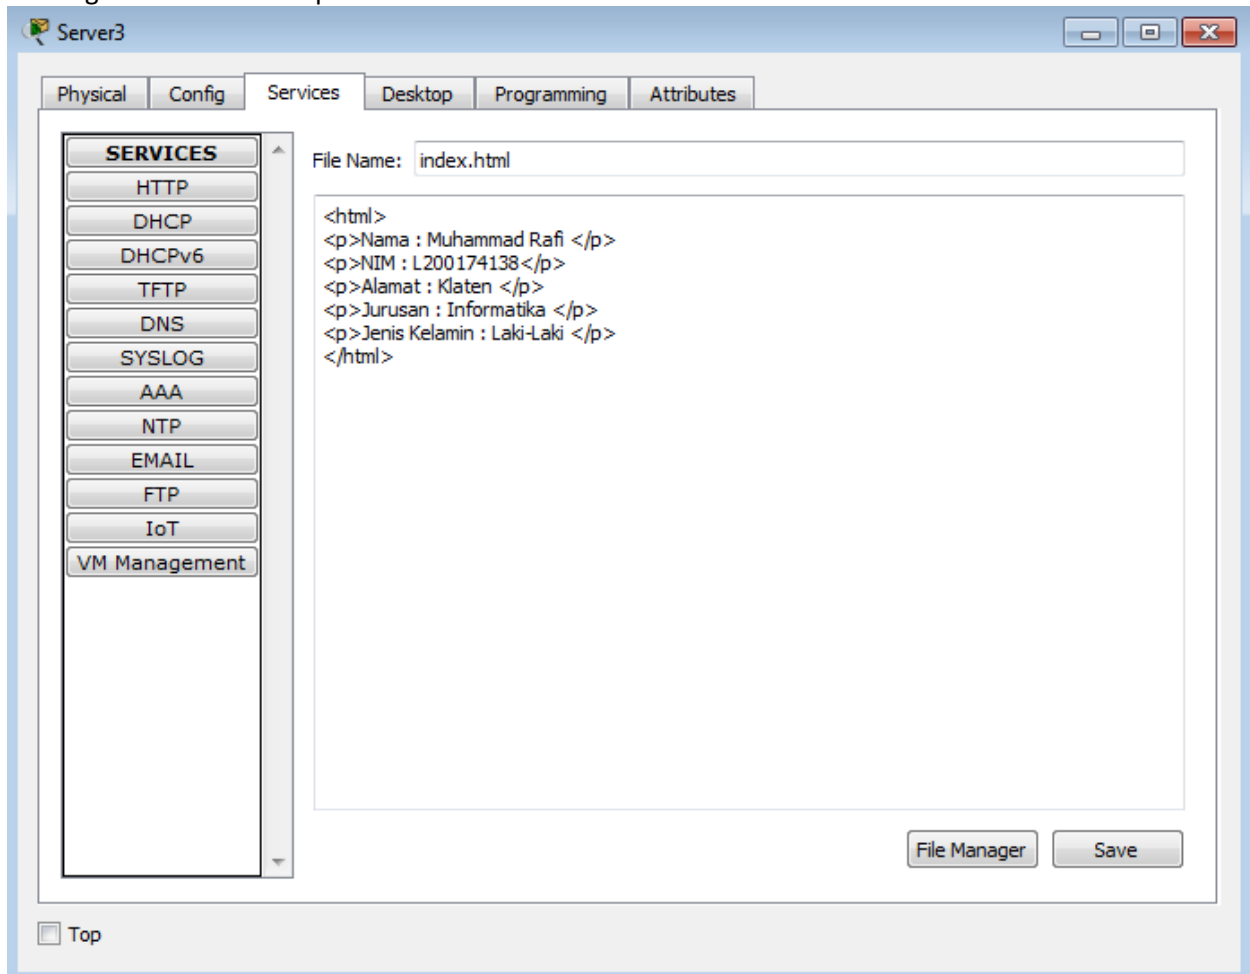 Server3
Physical Config Services Desktop Programming Attributes
SERVICES
HTTP
DHCP
DHCPv6
TFTP
DNS
SYSLOG
AAA
NTP
EMAIL
FTP
IoT
VM Management
File Name: index.html
<html>
<p>Nama : Muhammad Rafi </p>
<p>NIM : L200174138</p>
<p>Alamat : Klaten </p>
<p>Jurusan : Informatika </p>
<p>Jenis Kelamin : Laki-Laki </p>
</html>
File Manager Save
Top